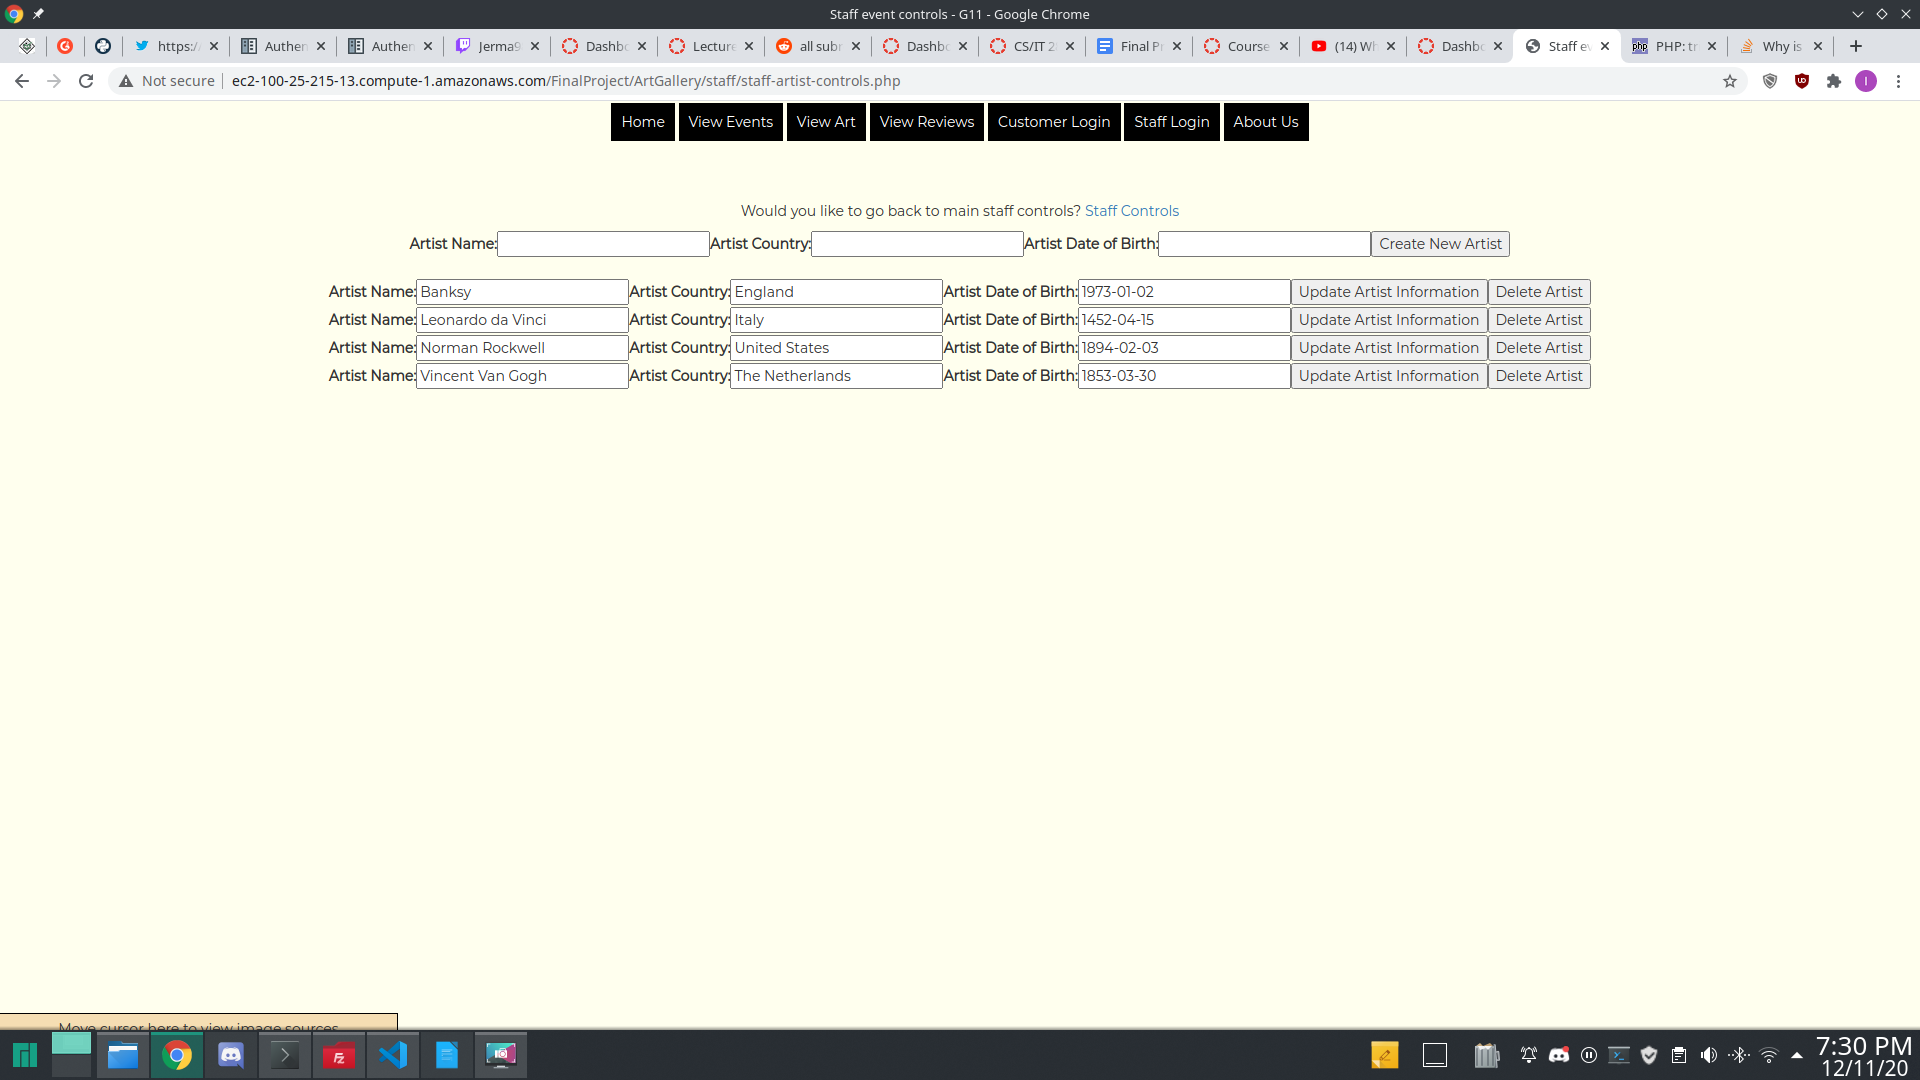 Staff event controls - G11 - Google Chrome
https:/ Authen Authen Jerma9 Dashbo Lecture all subr Dashbo CS/IT 2 Final Pr Course (14) Wh Dashbo Staff ev PHP: tr Why is
Not secure ec2-100-25-215-13.compute-1.amazonaws.com/FinalProject/ArtGallery/staff/staff-artist-controls.php
Home View Events View Art View Reviews Customer Login Staff Login About Us
Would you like to go back to main staff controls? Staff Controls
Artist Name: Artist Country: Artist Date of Birth: Create New Artist
Artist Name: Banksy Artist Country: England Artist Date of Birth: 1973-01-02 Update Artist Information Delete Artist
Artist Name: Leonardo da Vinci Artist Country: Italy Artist Date of Birth: 1452-04-15 Update Artist Information Delete Artist
Artist Name: Norman Rockwell Artist Country: United States Artist Date of Birth: 1894-02-03 Update Artist Information Delete Artist
Artist Name: Vincent Van Gogh Artist Country: The Netherlands Artist Date of Birth: 1853-03-30 Update Artist Information Delete Artist
Move cursor here to view image sources
7:30 PM
12/11/20